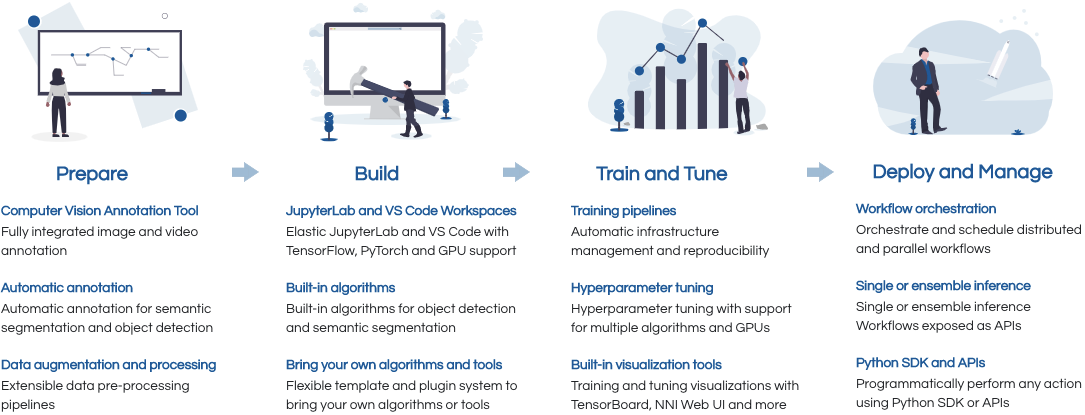 Prepare
Computer Vision Annotation Tool
Fully integrated image and video
annotation
Automatic annotation
Automatic annotation for semantic
segmentation and object detection
Data augmentation and processing
Extensible data pre-processing
pipelines
Build
JupyterLab and VS Code Workspaces
Elastic JupyterLab and VS Code with
TensorFlow, PyTorch and GPU support
Built-in algorithms
Built-in algorithms for object detection
and semantic segmentation
Bring your own algorithms and tools
Flexible template and plugin system to
bring your own algorithms or tools
Train and Tune
Training pipelines
Automatic infrastructure
management and reproducibility
Hyperparameter tuning
Hyperparameter tuning with support
for multiple algorithms and GPUs
Built-in visualization tools
Training and tuning visualizations with
TensorBoard, NNI Web UI and more
Deploy and Manage
Workflow orchestration
Orchestrate and schedule distributed
and parallel workflows
Single or ensemble inference
Single or ensemble inference
Workflows exposed as APIs
Python SDK and APIs
Programmatically perform any action
using Python SDK or APIs